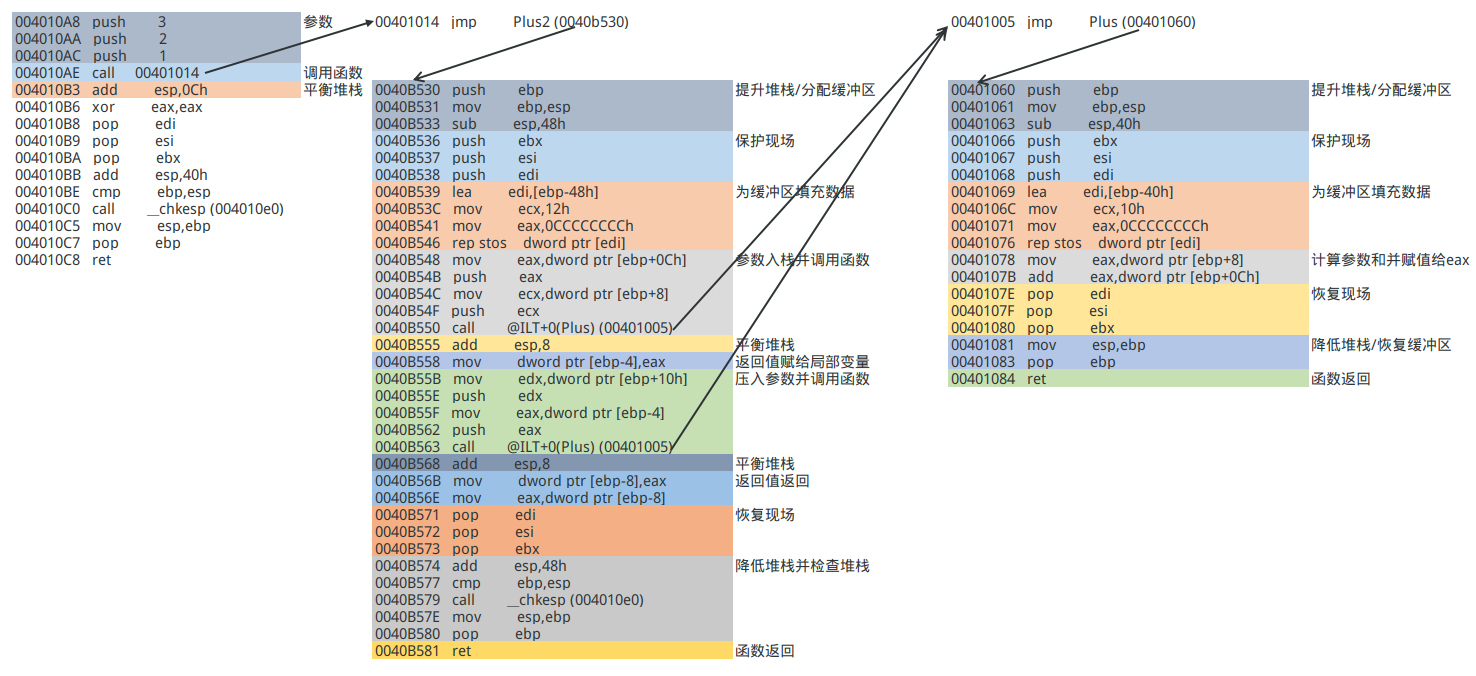 004010A8 push 3 参数
004010AA push 2
004010AC push 1
004010AE call 00401014 调用函数
004010B3 add esp,0Ch 平衡堆栈
004010B6 xor eax,eax
004010B8 pop edi
004010B9 pop esi
004010BA pop ebx
004010BB add esp,40h
004010BE cmp ebp,esp
004010C0 call __chkesp (004010e0)
004010C5 mov esp,ebp
004010C7 pop ebp
004010C8 ret
00401014 jmp Plus2 (0040b530)
0040B530 push ebp 提升堆栈/分配缓冲区
0040B531 mov ebp,esp
0040B533 sub esp,48h
0040B536 push ebx 保护现场
0040B537 push esi
0040B538 push edi
0040B539 lea edi,[ebp-48h] 为缓冲区填充数据
0040B53C mov ecx,12h
0040B541 mov eax,0CCCCCCCCh
0040B546 rep stos dword ptr [edi]
0040B548 mov eax,dword ptr [ebp+0Ch] 参数入栈并调用函数
0040B54B push eax
0040B54C mov ecx,dword ptr [ebp+8]
0040B54F push ecx
0040B550 call @ILT+0(Plus) (00401005)
0040B555 add esp,8 平衡堆栈
0040B558 mov dword ptr [ebp-4],eax 返回值赋给局部变量
0040B55B mov edx,dword ptr [ebp+10h] 压入参数并调用函数
0040B55E push edx
0040B55F mov eax,dword ptr [ebp-4]
0040B562 push eax
0040B563 call @ILT+0(Plus) (00401005)
0040B568 add esp,8 平衡堆栈
0040B56B mov dword ptr [ebp-8],eax 返回值返回
0040B56E mov eax,dword ptr [ebp-8]
0040B571 pop edi 恢复现场
0040B572 pop esi
0040B573 pop ebx
0040B574 add esp,48h 降低堆栈并检查堆栈
0040B577 cmp ebp,esp
0040B579 call __chkesp (004010e0)
0040B57E mov esp,ebp
0040B580 pop ebp
0040B581 ret 函数返回
00401005 jmp Plus (00401060)
00401060 push ebp 提升堆栈/分配缓冲区
00401061 mov ebp,esp
00401063 sub esp,40h
00401066 push ebx 保护现场
00401067 push esi
00401068 push edi
00401069 lea edi,[ebp-40h] 为缓冲区填充数据
0040106C mov ecx,10h
00401071 mov eax,0CCCCCCCCh
00401076 rep stos dword ptr [edi]
00401078 mov eax,dword ptr [ebp+8] 计算参数和并赋值给eax
0040107B add eax,dword ptr [ebp+0Ch]
0040107E pop edi 恢复现场
0040107F pop esi
00401080 pop ebx
00401081 mov esp,ebp 降低堆栈/恢复缓冲区
00401083 pop ebp
00401084 ret 函数返回